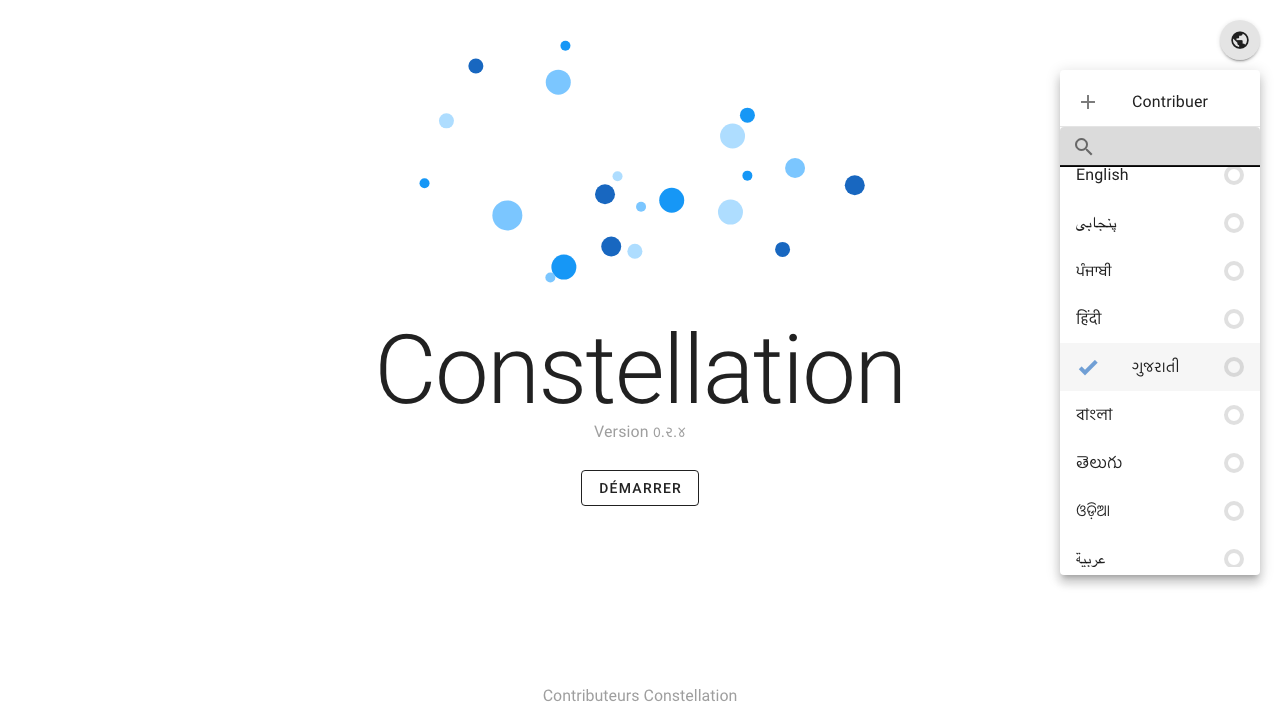 Contribuer
English
پنجابی
ਪੰਜਾਬੀ
हिंदी
ગુજરાતી
বাংলা
తెలుగు
ଓଡ଼ିଆ
عربية
Constellation
Version ૦.૨.૪
DÉMARRER
Contributeurs Constellation